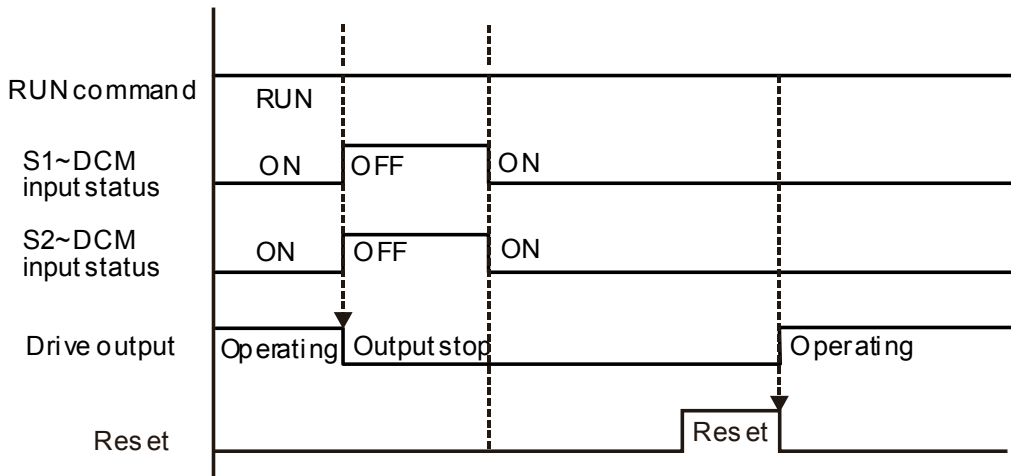 RUN command
RUN
S1~DCM
input status
ON
OFF
ON
S2~DCM
input status
ON
OFF
ON
Drive output
Operating
Output stop
Operating
Reset
Reset